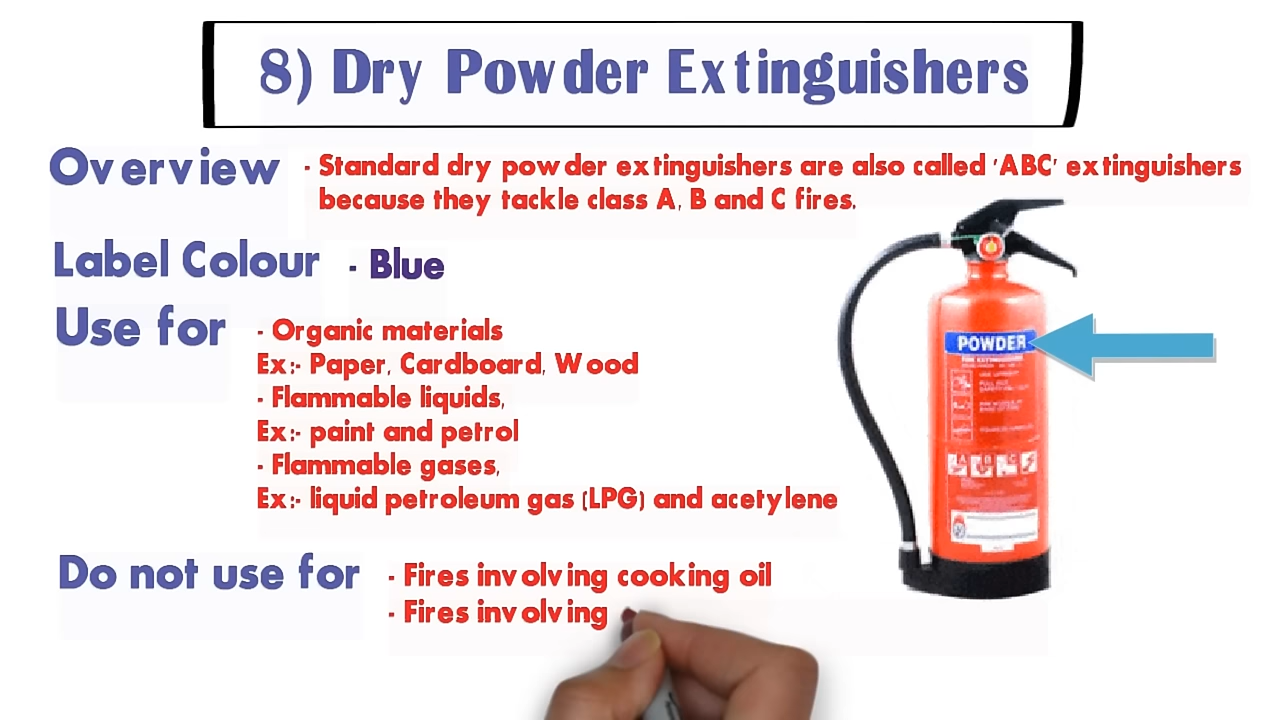 8) Dry Powder Extinguishers
Overview - Standard dry powder extinguishers are also called 'ABC' extinguishers
because they tackle class A, B and C fires.
Label Colour - Blue
Use for - Organic materials
Ex:- Paper, Cardboard, Wood
- Flammable liquids,
Ex:- paint and petrol
- Flammable gases,
Ex:- liquid petroleum gas (LPG) and acetylene
POWDER
A B C
Do not use for - Fires involving cooking oil
- Fires involving